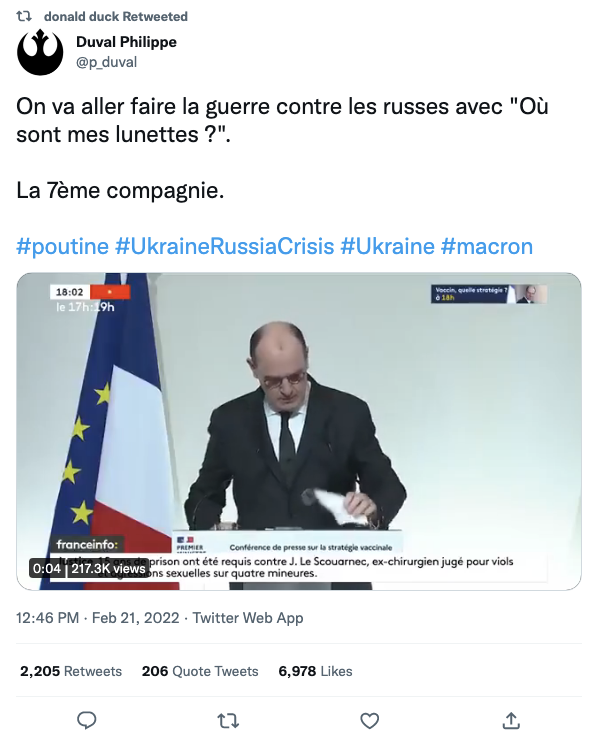 donald duck Retweeted
Duval Philippe
@p_duval
On va aller faire la guerre contre les russes avec "Où
sont mes lunettes ?".
La 7ème compagnie.
#poutine #UkraineRussiaCrisis #Ukraine #macron
18:02
le 17h:19h
Vaccin, quelle stratégie ?
à 18h
franceinfo:
PREMIER
Conférence de presse sur la stratégie vaccinale
0:04 | 217.3K views
prison ont été requis contre J. Le Scouarnec, ex-chirurgien jugé pour viols
sexuelles sur quatre mineures.
12:46 PM · Feb 21, 2022 · Twitter Web App
2,205 Retweets 206 Quote Tweets 6,978 Likes